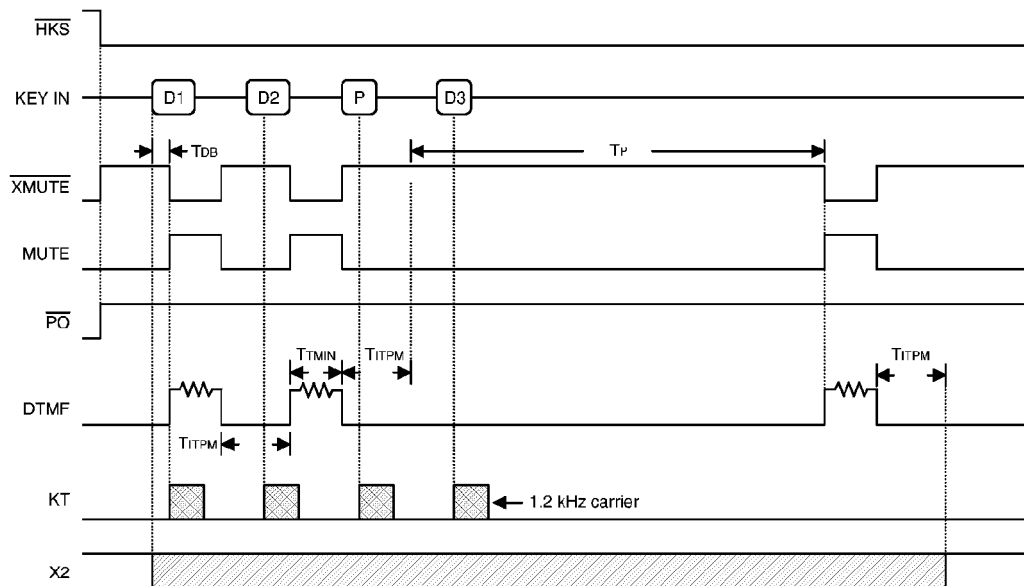 HKS
KEY IN D1 D2 P D3
TDB TP
XMUTE
MUTE
PO
TTMIN TITPM TITPM
DTMF
TITPM
KT 1.2 kHz carrier
X2